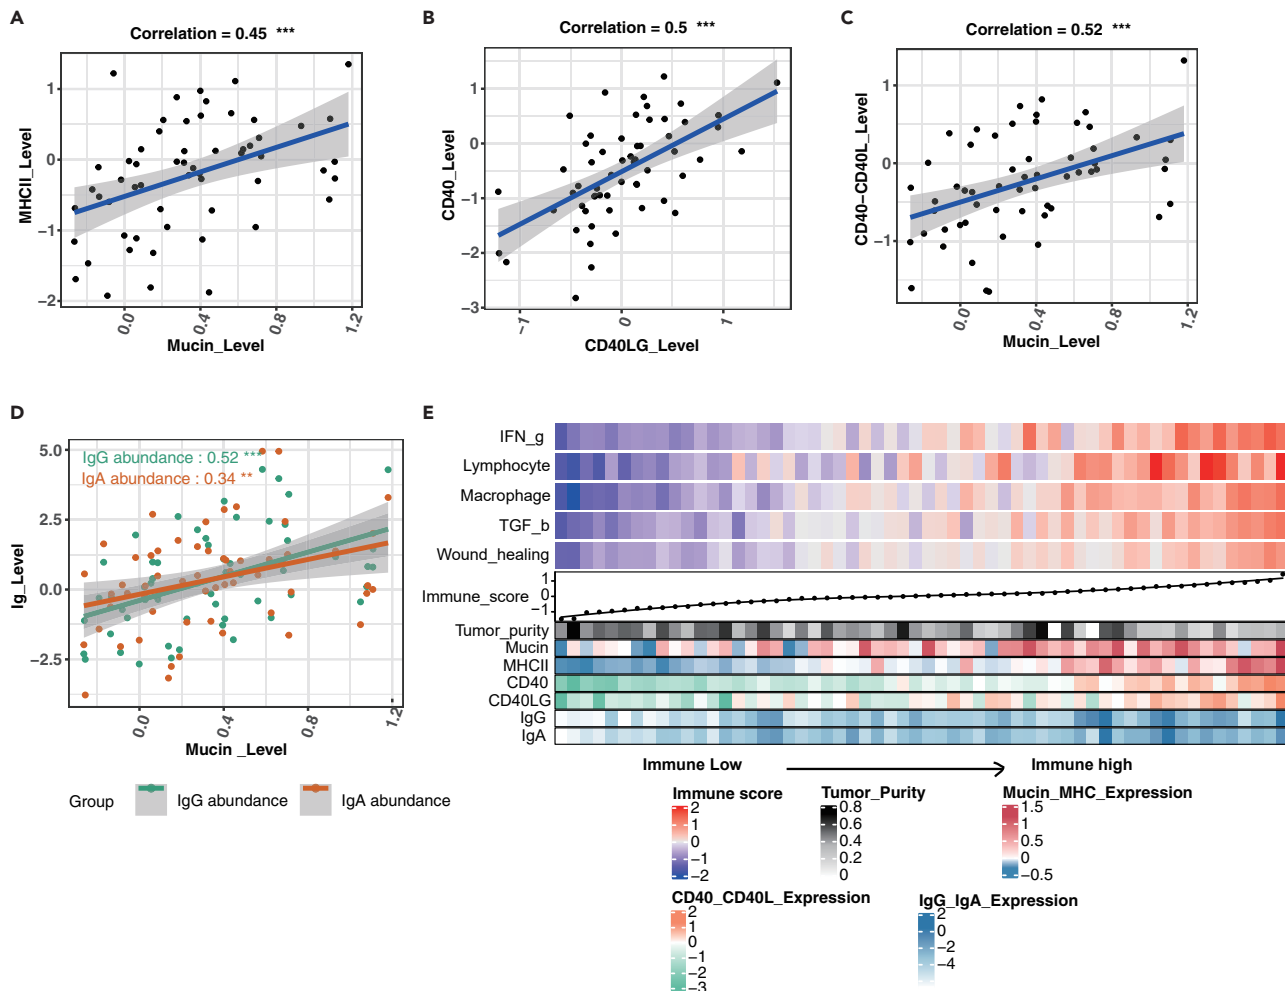 A
Correlation = 0.45 ***
MHCII_Level
1
0
−1
−2
0.0
0.4
0.8
1.2
Mucin_Level
B
Correlation = 0.5 ***
CD40_Level
1
0
−1
−2
−3
−1
0
1
CD40LG_Level
C
Correlation = 0.52 ***
CD40−CD40L_Level
1
0
−1
0.0
0.4
0.8
1.2
Mucin_Level
D
IgG abundance : 0.52 ***
IgA abundance : 0.34 **
Ig_Level
5.0
2.5
0.0
−2.5
0.0
0.4
0.8
1.2
Mucin _Level
Group
IgG abundance
IgA abundance
E
IFN_g
Lymphocyte
Macrophage
TGF_b
Wound_healing
Immune_score
1
0
−1
Tumor_purity
Mucin
MHCII
CD40
CD40LG
IgG
IgA
Immune Low
Immune high
Immune score
2
1
0
−1
−2
Tumor_Purity
0.8
0.6
0.4
0.2
0
Mucin_MHC_Expression
1.5
1
0.5
0
−0.5
CD40_CD40L_Expression
2
1
0
−1
−2
−3
IgG_IgA_Expression
2
0
−2
−4